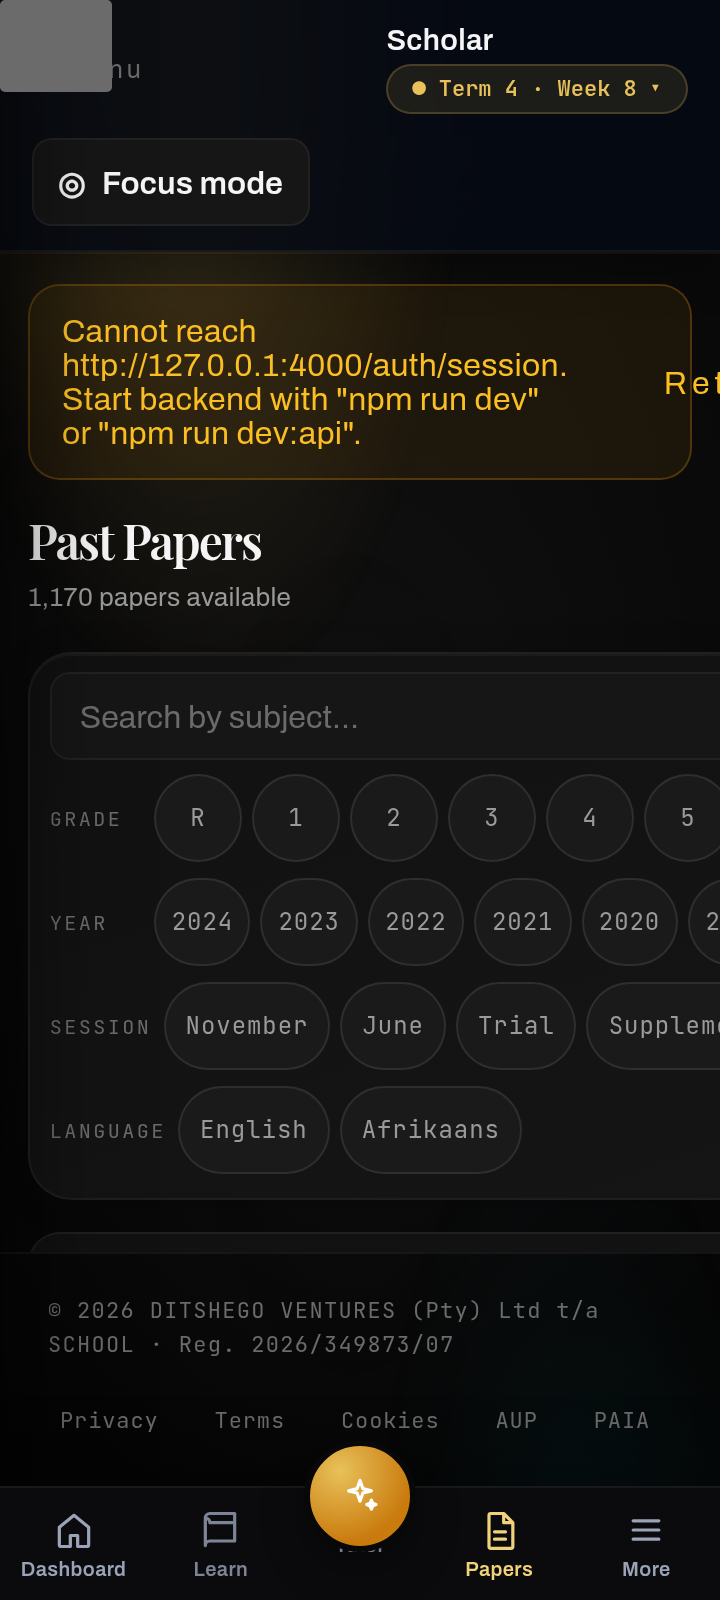 Scholar
Term 4 · Week 8
Focus mode
Cannot reach
http://127.0.0.1:4000/auth/session.
Start backend with "npm run dev"
or "npm run dev:api".
Past Papers
1,170 papers available
Search by subject...
GRADE R 1 2 3 4 5
YEAR 2024 2023 2022 2021 2020
SESSION November June Trial
LANGUAGE English Afrikaans
© 2026 DITSHEGO VENTURES (Pty) Ltd t/a
SCHOOL · Reg. 2026/349873/07
Privacy Terms Cookies AUP PAIA
Dashboard Learn Papers More